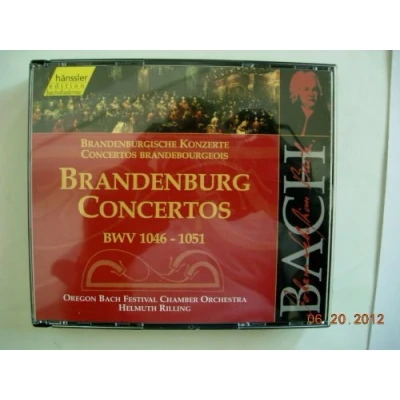 hänssler
edition
BRANDENBURGISCHE KONZERTE
CONCERTOS BRANDEBOURGEOIS
BRANDENBURG
CONCERTOS
BWV 1046 - 1051
OREGON BACH FESTIVAL CHAMBER ORCHESTRA
HELMUTH RILLING
BACH
06.20.2012